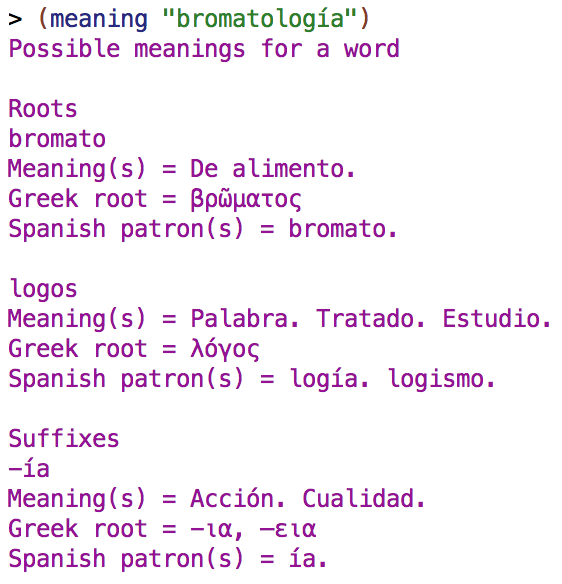 > (meaning "bromatología")
Possible meanings for a word
Roots
bromato
Meaning(s) = De alimento.
Greek root = βρῶματος
Spanish patron(s) = bromato.
logos
Meaning(s) = Palabra. Tratado. Estudio.
Greek root = λόγος
Spanish patron(s) = logía. logismo.
Suffixes
–ía
Meaning(s) = Acción. Cualidad.
Greek root = –ια, –εια
Spanish patron(s) = ía.